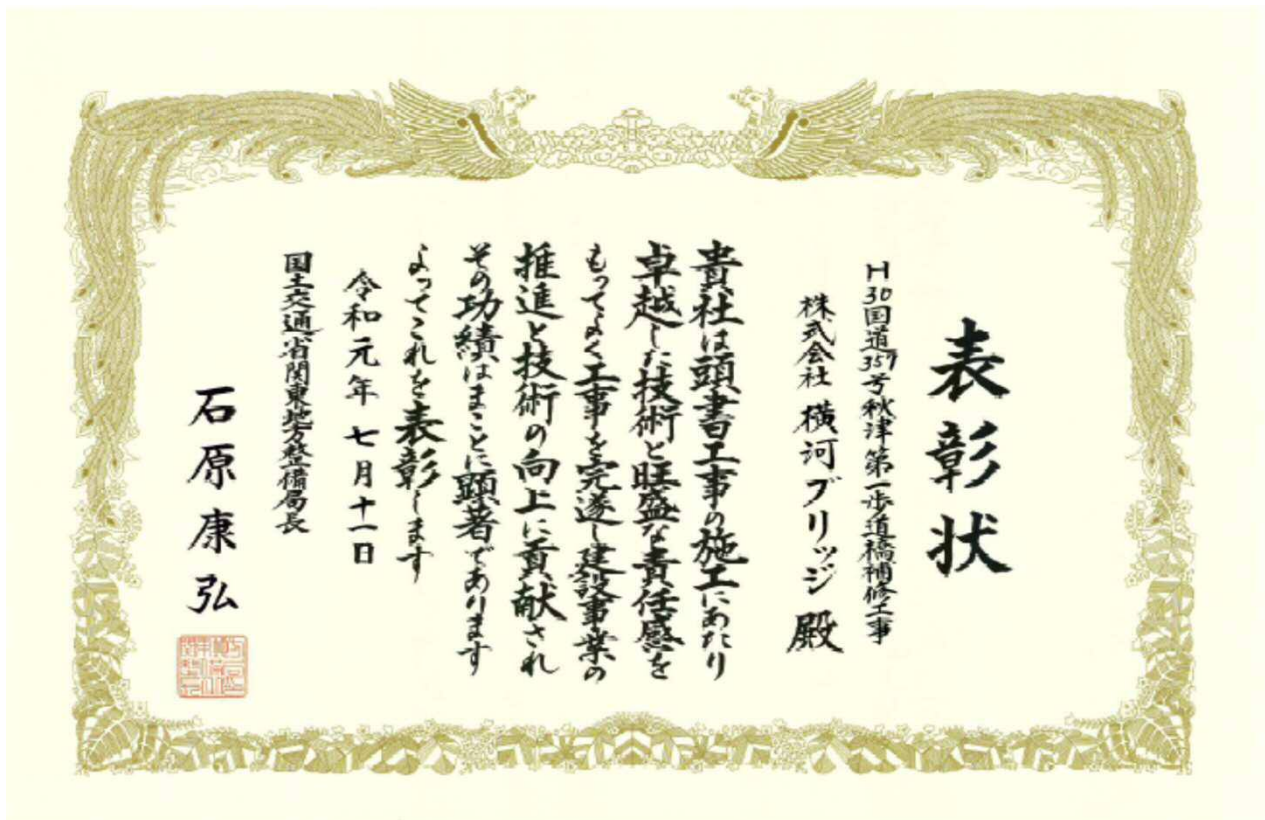 表彰状
H30国道357号秋津第一歩道橋補修工事
株式会社 横河ブリッジ 殿
貴社は頭書工事の施工にあたり
卓越した技術と旺盛な責任感を
もってよく工事を完遂し建設事業の
推進と技術の向上に貢献され
その功績はまことに顕著であります
よってこれを表彰します
令和元年七月十一日
国土交通省関東地方整備局長
石原康弘